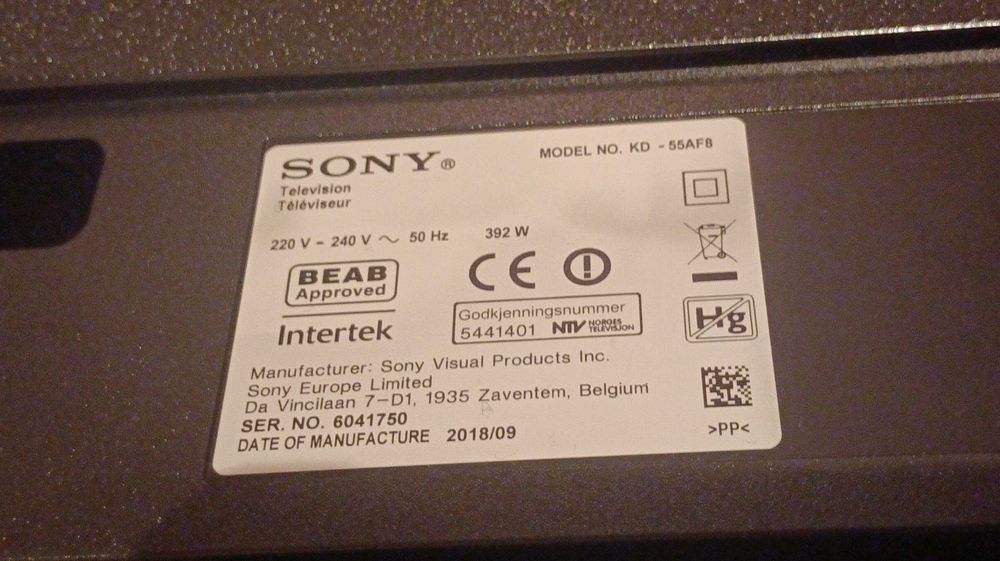 SONY®
MODEL NO. KD - 55AF8
Television
Téléviseur
220 V - 240 V ~ 50 Hz 392 W
BEAB
Approved
CE
Intertek
Godkjenningsnummer
5441401 NTV NORGES TELEVISJON
Hg
Manufacturer: Sony Visual Products Inc.
Sony Europe Limited
Da Vincilaan 7-D1, 1935 Zaventem, Belgium
SER. NO. 6041750
DATE OF MANUFACTURE 2018/09
>PP<